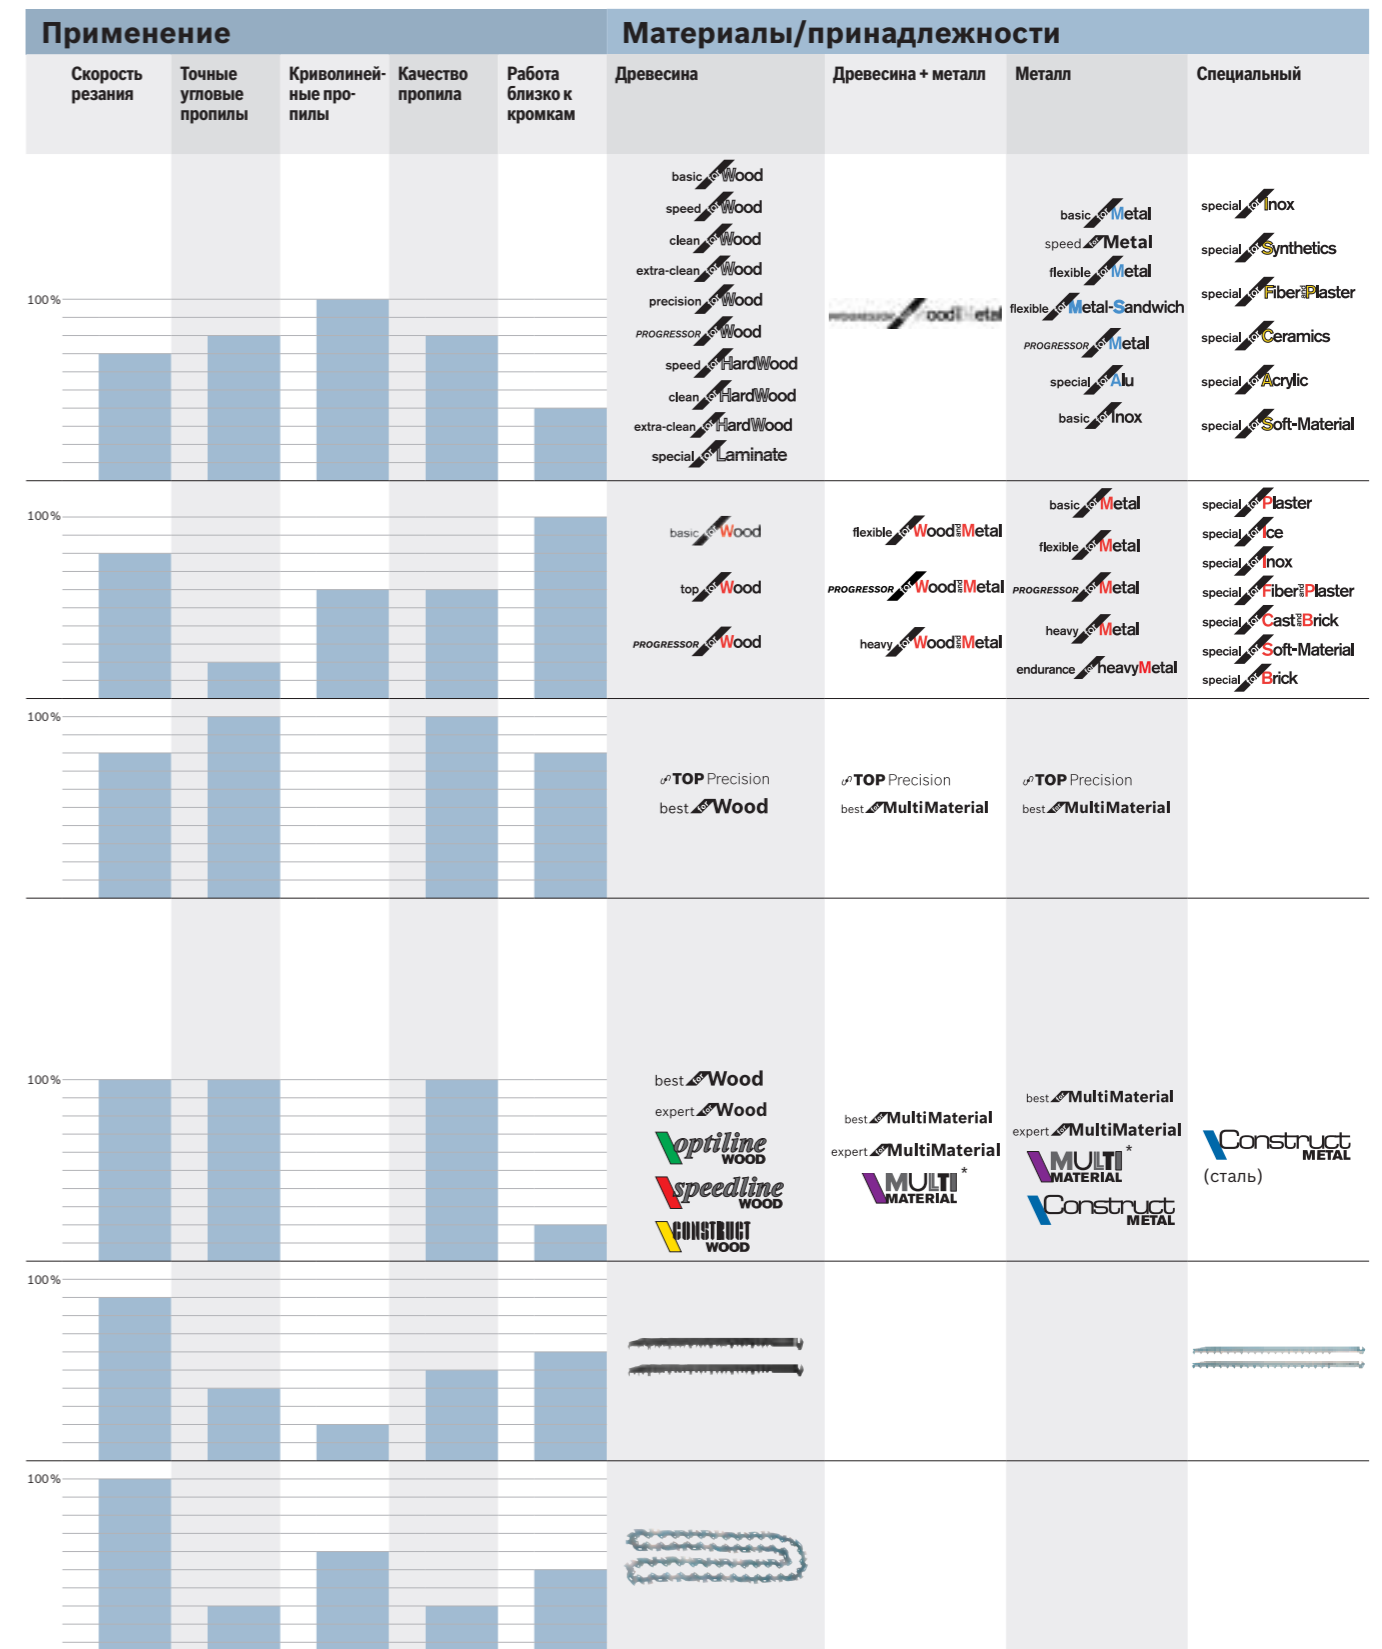 Применение
Материалы/принадлежности
Скорость
резания
Точные
угловые
пропилы
Криволиней-
ные про-
пилы
Качество
пропила
Работа
близко к
кромкам
Древесина
Древесина + металл
Металл
Специальный
100%
basic for Wood
speed for Wood
clean for Wood
extra-clean for Wood
precision for Wood
PROGRESSOR for Wood
speed for HardWood
clean for HardWood
extra-clean for HardWood
special for Laminate
basic for Metal
speed for Metal
flexible for Metal
flexible for Metal-Sandwich
PROGRESSOR for Metal
special for Alu
basic for Inox
special for Inox
special for Synthetics
special for Fiber and Plaster
special for Ceramics
special for Acrylic
special for Soft-Material
100%
basic for Wood
top for Wood
PROGRESSOR for Wood
flexible for Wood and Metal
PROGRESSOR for Wood and Metal
heavy for Wood and Metal
basic for Metal
flexible for Metal
PROGRESSOR for Metal
heavy for Metal
endurance for heavyMetal
special for Plaster
special for Ice
special for Inox
special for Fiber and Plaster
special for Cast and Brick
special for Soft-Material
special for Brick
100%
TOP Precision
best for Wood
TOP Precision
best for MultiMaterial
TOP Precision
best for MultiMaterial
100%
best for Wood
expert for Wood
optiline
WOOD
speedline
WOOD
CONSTRUCT
WOOD
best for MultiMaterial
expert for MultiMaterial
MULTI*
MATERIAL
best for MultiMaterial
expert for MultiMaterial
MULTI*
MATERIAL
Construct
METAL
Construct
METAL
(сталь)
100%
100%